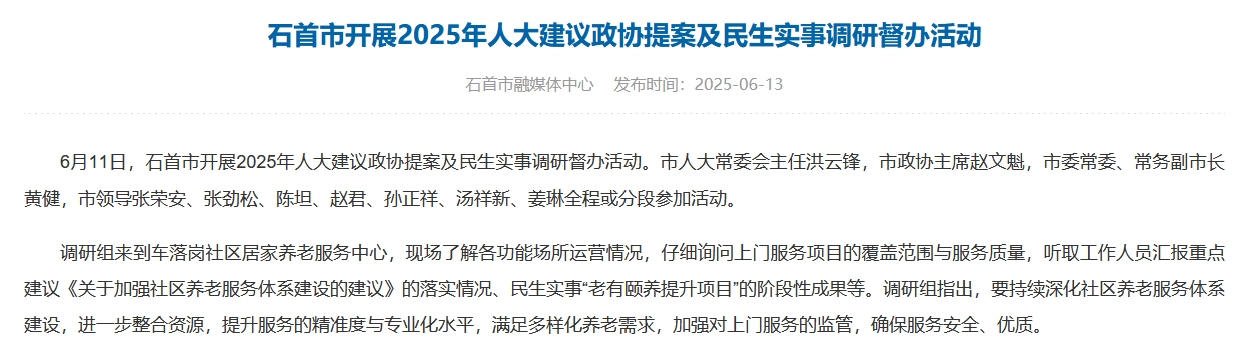 石首市开展2025年人大建议政协提案及民生实事调研督办活动
石首市融媒体中心 发布时间：2025-06-13
6月11日，石首市开展2025年人大建议政协提案及民生实事调研督办活动。市人大常委会主任洪云锋，市政协主席赵文魁，市委常委、常务副市长
黄健，市领导张荣安、张劲松、陈坦、赵君、孙正祥、汤祥新、姜琳全程或分段参加活动。
调研组来到车落岗社区居家养老服务中心，现场了解各功能场所运营情况，仔细询问上门服务项目的覆盖范围与服务质量，听取工作人员汇报重点
建议《关于加强社区养老服务体系建设的建议》的落实情况、民生实事“老有颐养提升项目”的阶段性成果等。调研组指出，要持续深化社区养老服务体系
建设，进一步整合资源，提升服务的精准度与专业化水平，满足多样化养老需求，加强对上门服务的监管，确保服务安全、优质。